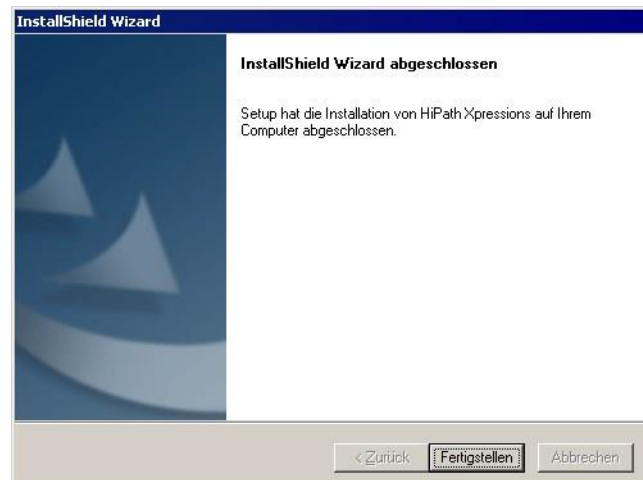 InstallShield Wizard
InstallShield Wizard abgeschlossen
Setup hat die Installation von HiPath Xpressions auf Ihrem
Computer abgeschlossen.
< Zurück Fertigstellen Abbrechen